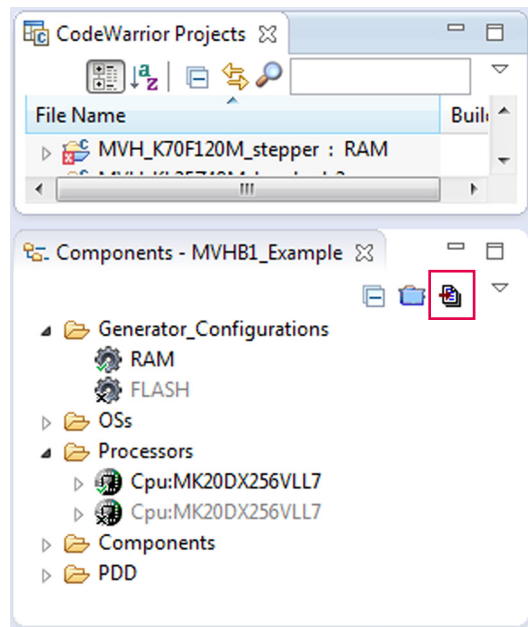 CodeWarrior Projects
File Name Buil
MVH_K70F120M_stepper : RAM
Components - MVHB1_Example
Generator_Configurations
RAM
FLASH
OSs
Processors
Cpu:MK20DX256VLL7
Cpu:MK20DX256VLL7
Components
PDD